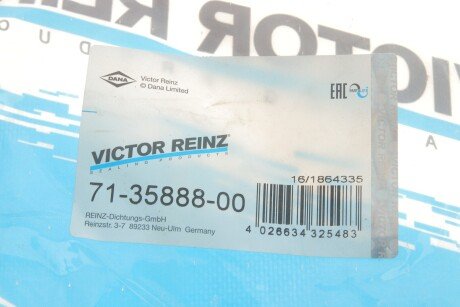 VICTOR REINZ
DANA
Victor Reinz
© Dana Limited
EAC
VICTOR REINZ®
SEALING PRODUCTS
16/1864335
71-35888-00
REINZ-Dichtungs-GmbH
Reinzstr. 3-7 89233 Neu-Ulm Germany
4 026634 325483